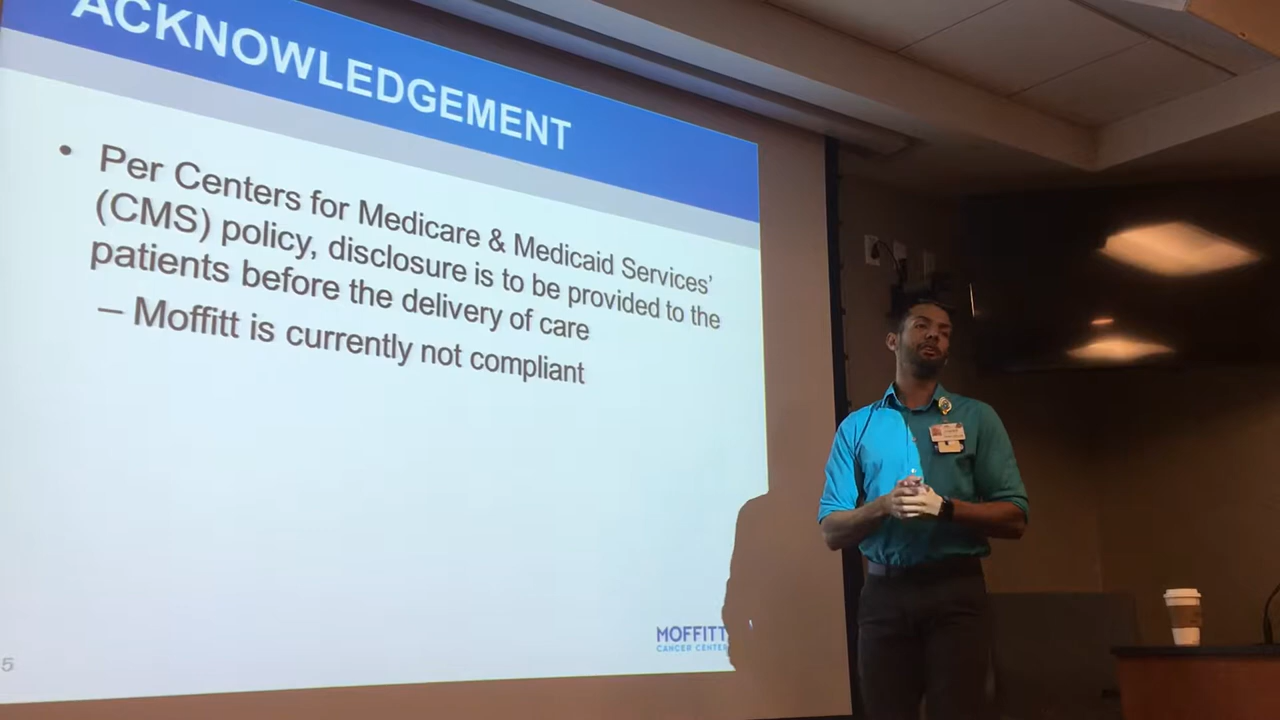 ACKNOWLEDGEMENT
• Per Centers for Medicare & Medicaid Services’
(CMS) policy, disclosure is to be provided to the
patients before the delivery of care
– Moffitt is currently not compliant
MOFFITT
CANCER CENTER
5